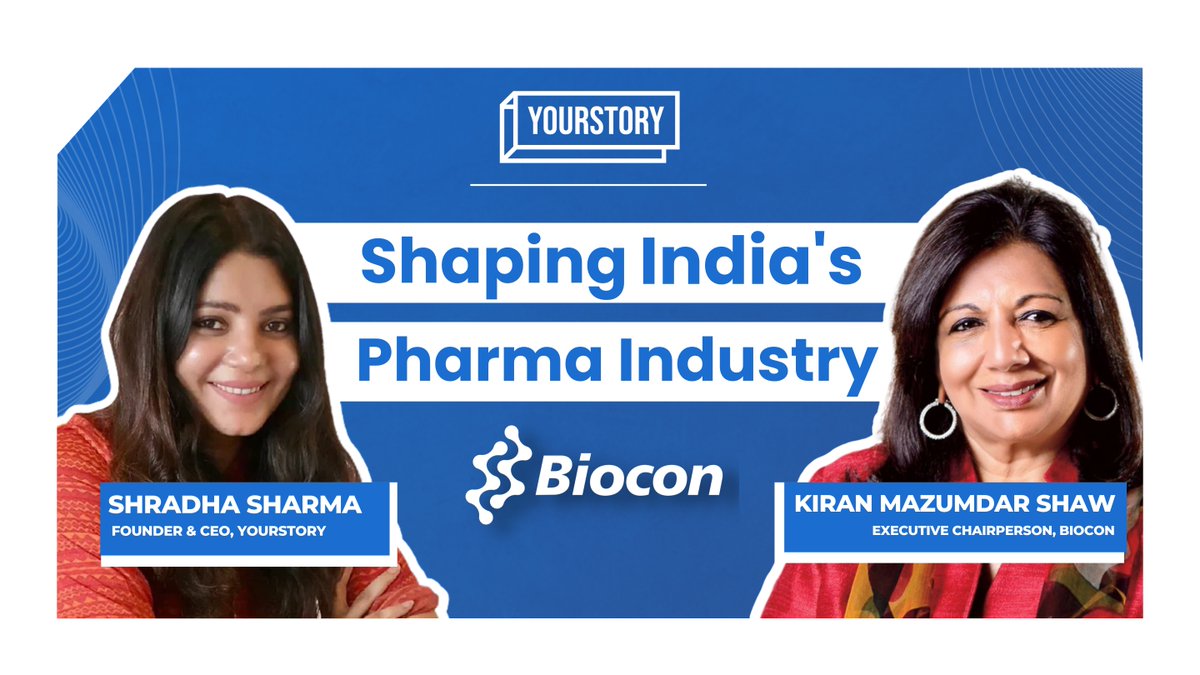 YOURSTORY
Shaping India's
Pharma Industry
Biocon
SHRADHA SHARMA
FOUNDER & CEO, YOURSTORY
KIRAN MAZUMDAR SHAW
EXECUTIVE CHAIRPERSON, BIOCON